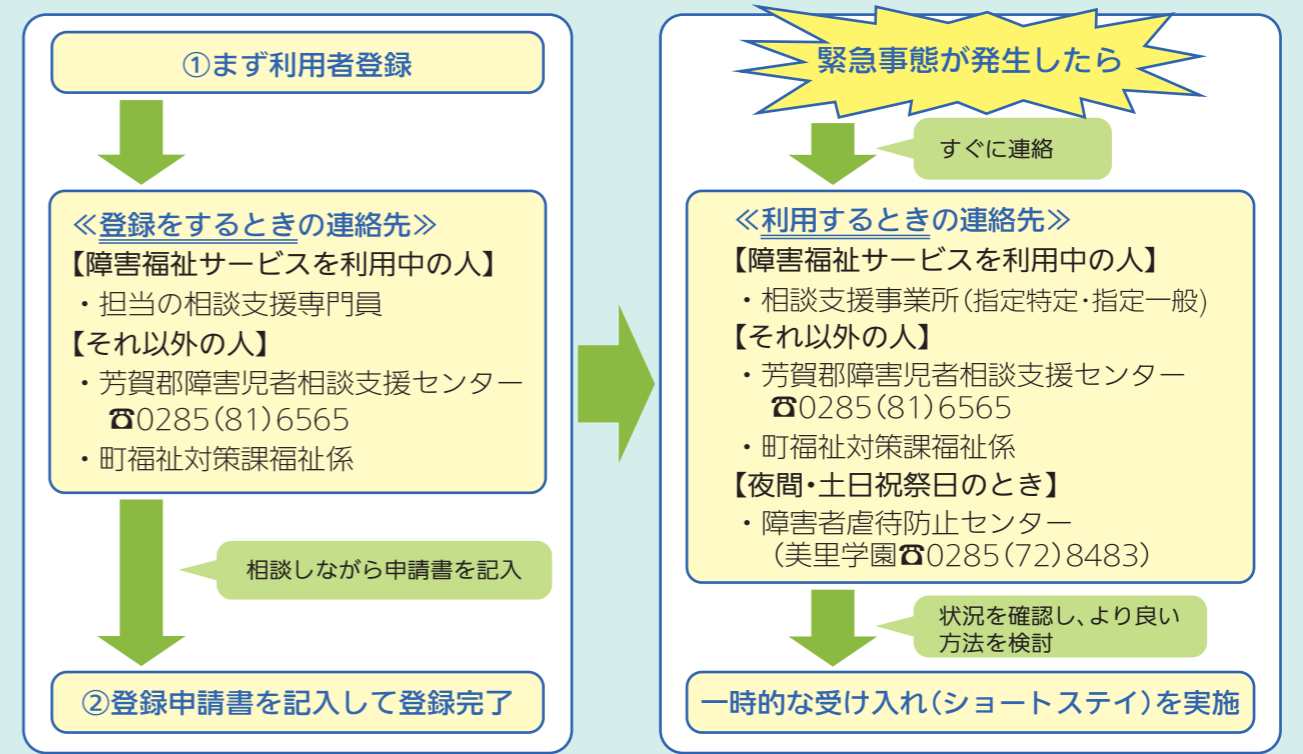 ①まず利用者登録
≪登録をするときの連絡先≫
【障害福祉サービスを利用中の人】
・担当の相談支援専門員
【それ以外の人】
・芳賀郡障害児者相談支援センター
☎0285(81)6565
・町福祉対策課福祉係
相談しながら申請書を記入
②登録申請書を記入して登録完了
緊急事態が発生したら
すぐに連絡
≪利用するときの連絡先≫
【障害福祉サービスを利用中の人】
・相談支援事業所(指定特定・指定一般)
【それ以外の人】
・芳賀郡障害児者相談支援センター
☎0285(81)6565
・町福祉対策課福祉係
【夜間・土日祝祭日のとき】
・障害者虐待防止センター
(美里学園☎0285(72)8483)
状況を確認し、より良い
方法を検討
一時的な受け入れ(ショートステイ)を実施